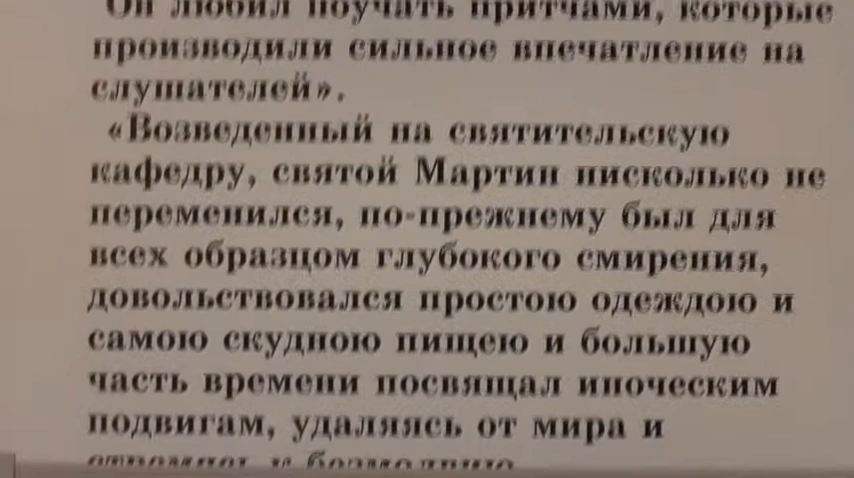 Он любил поучать притчами, которые
производили сильное впечатление на
слушателей».
«Возведенный на святительскую
кафедру, святой Мартин нисколько не
переменился, по-прежнему был для
всех образцом глубокого смирения,
довольствовался простою одеждою и
самою скудною пищею и большую
часть времени посвящал иноческим
подвигам, удаляясь от мира и
стремясь к безмолвию